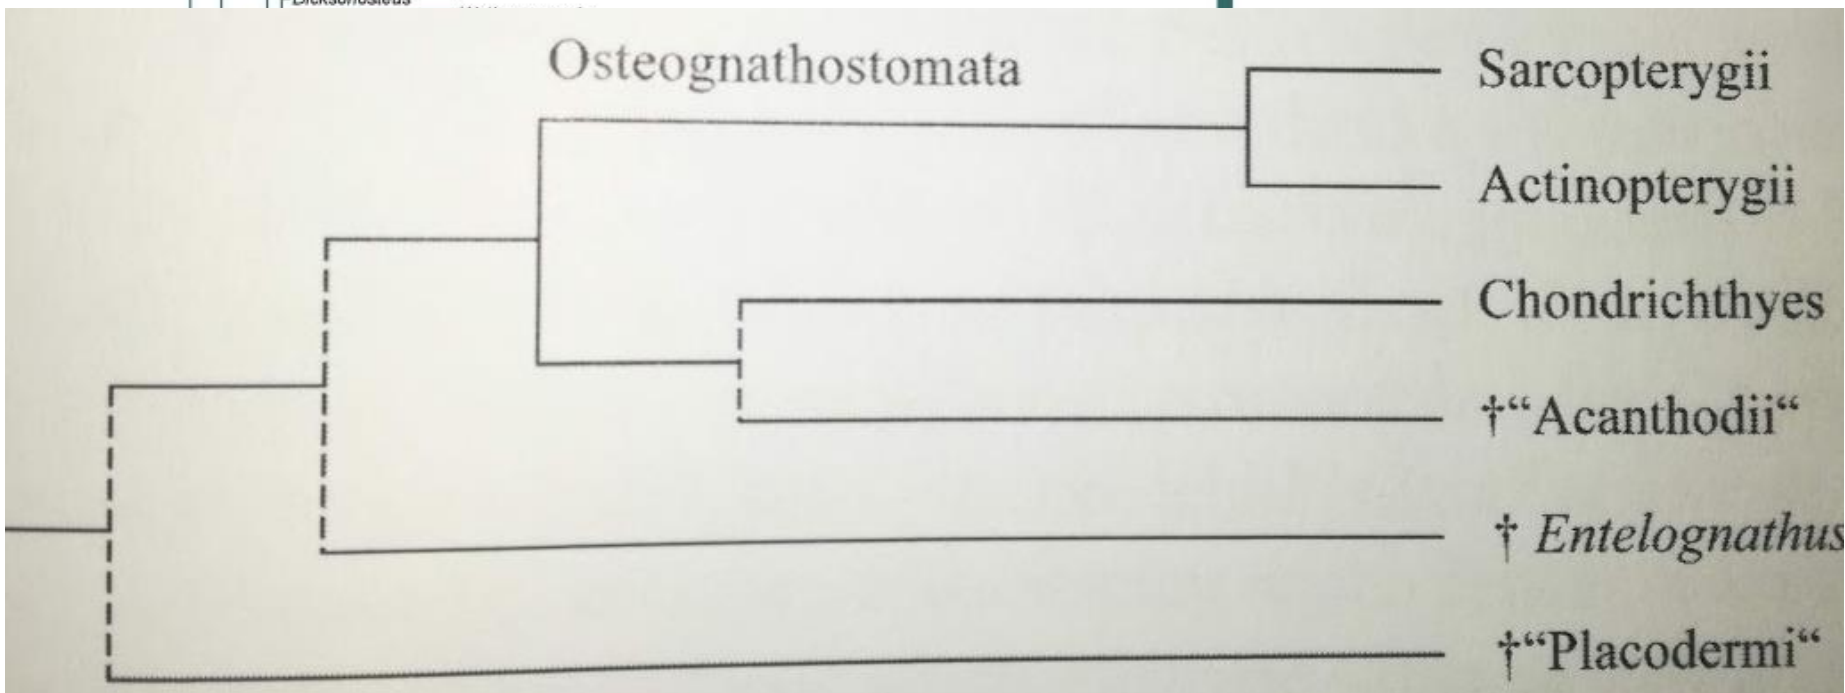 Osteognathostomata
Sarcopterygii
Actinopterygii
Chondrichthyes
†“Acanthodii“
† Entelognathus
†“Placodermi“